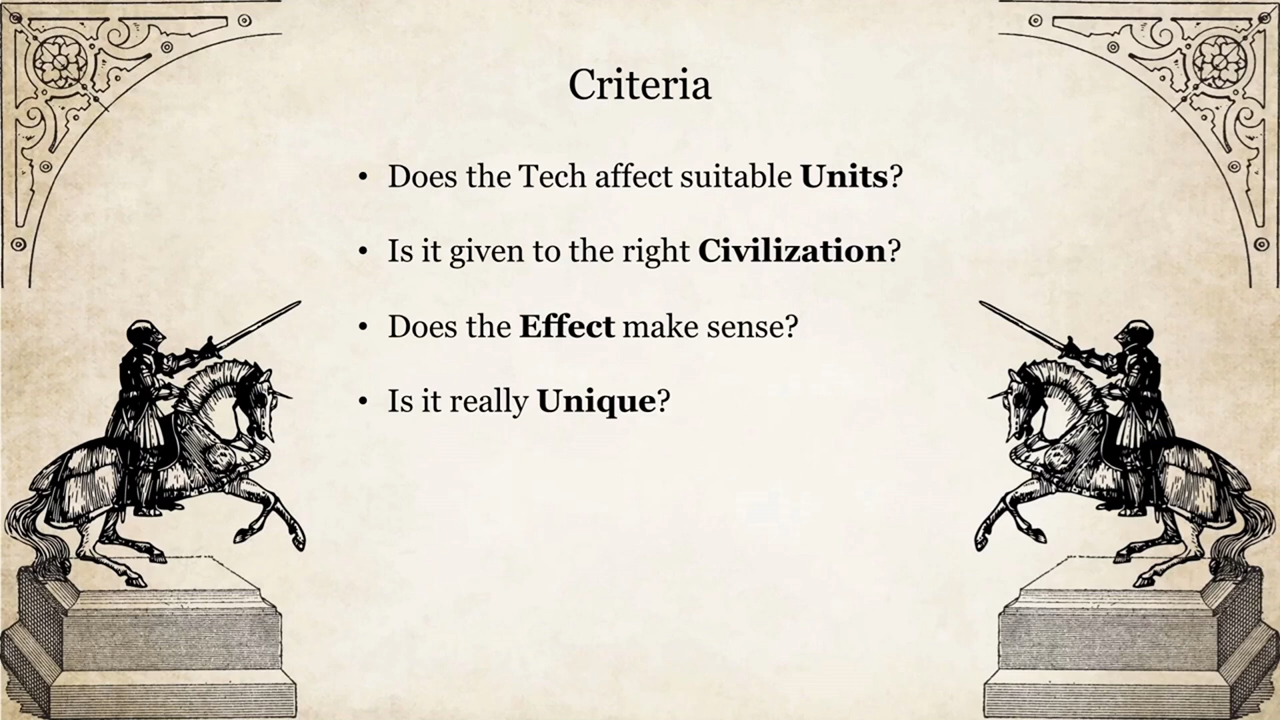 Criteria
• Does the Tech affect suitable Units?
• Is it given to the right Civilization?
• Does the Effect make sense?
• Is it really Unique?